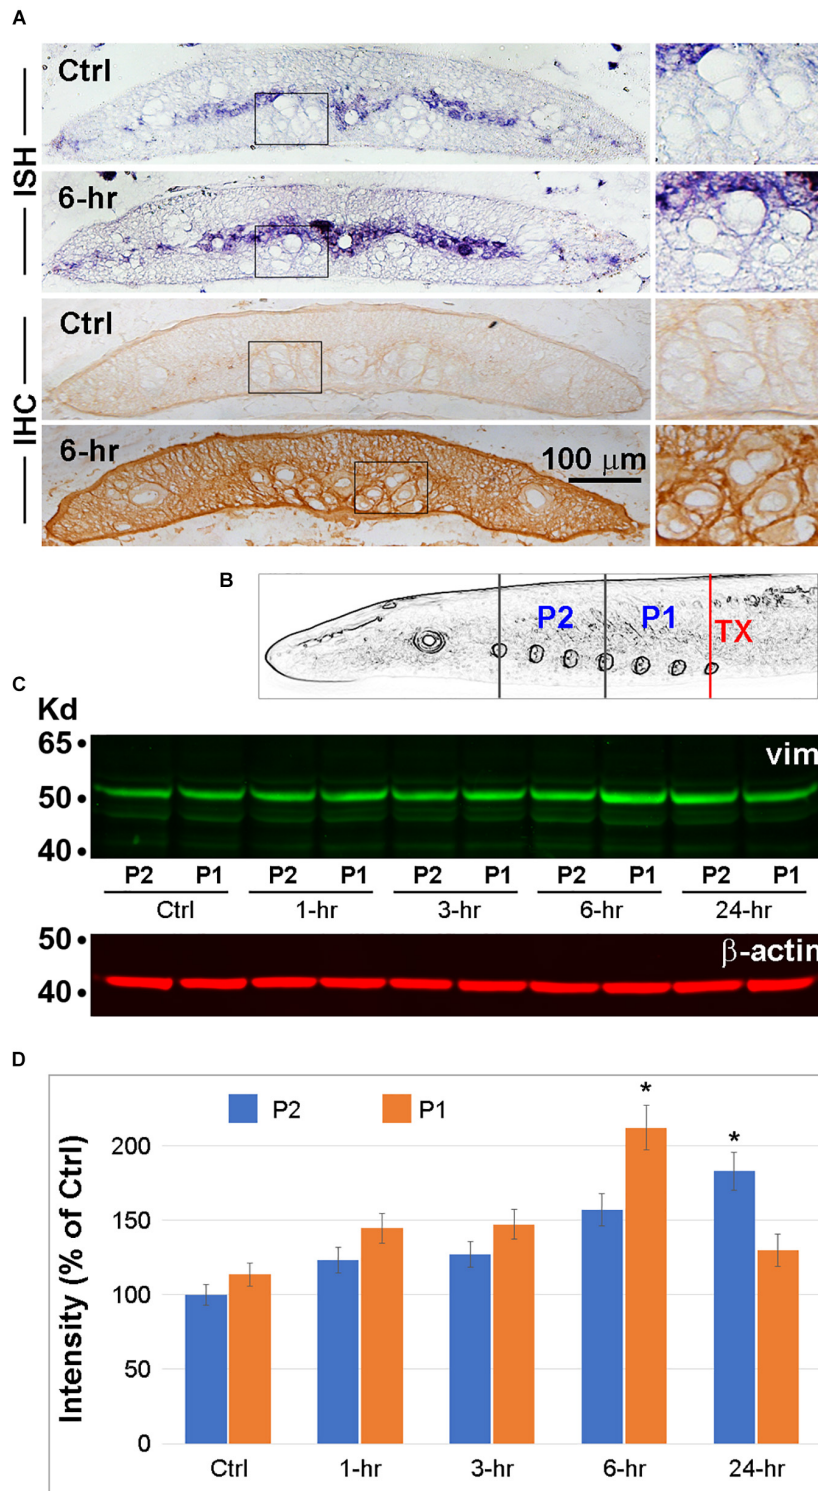 A
ISH
Ctrl
6-hr
IHC
Ctrl
6-hr
100 μm
B
P2
P1
TX
C
Kd
65
50
40
vim
P2 P1 P2 P1 P2 P1 P2 P1 P2 P1
Ctrl 1-hr 3-hr 6-hr 24-hr
50
40
β-actin
D
Intensity (% of Ctrl)
P2
P1
*
*
200
150
100
50
0
Ctrl 1-hr 3-hr 6-hr 24-hr